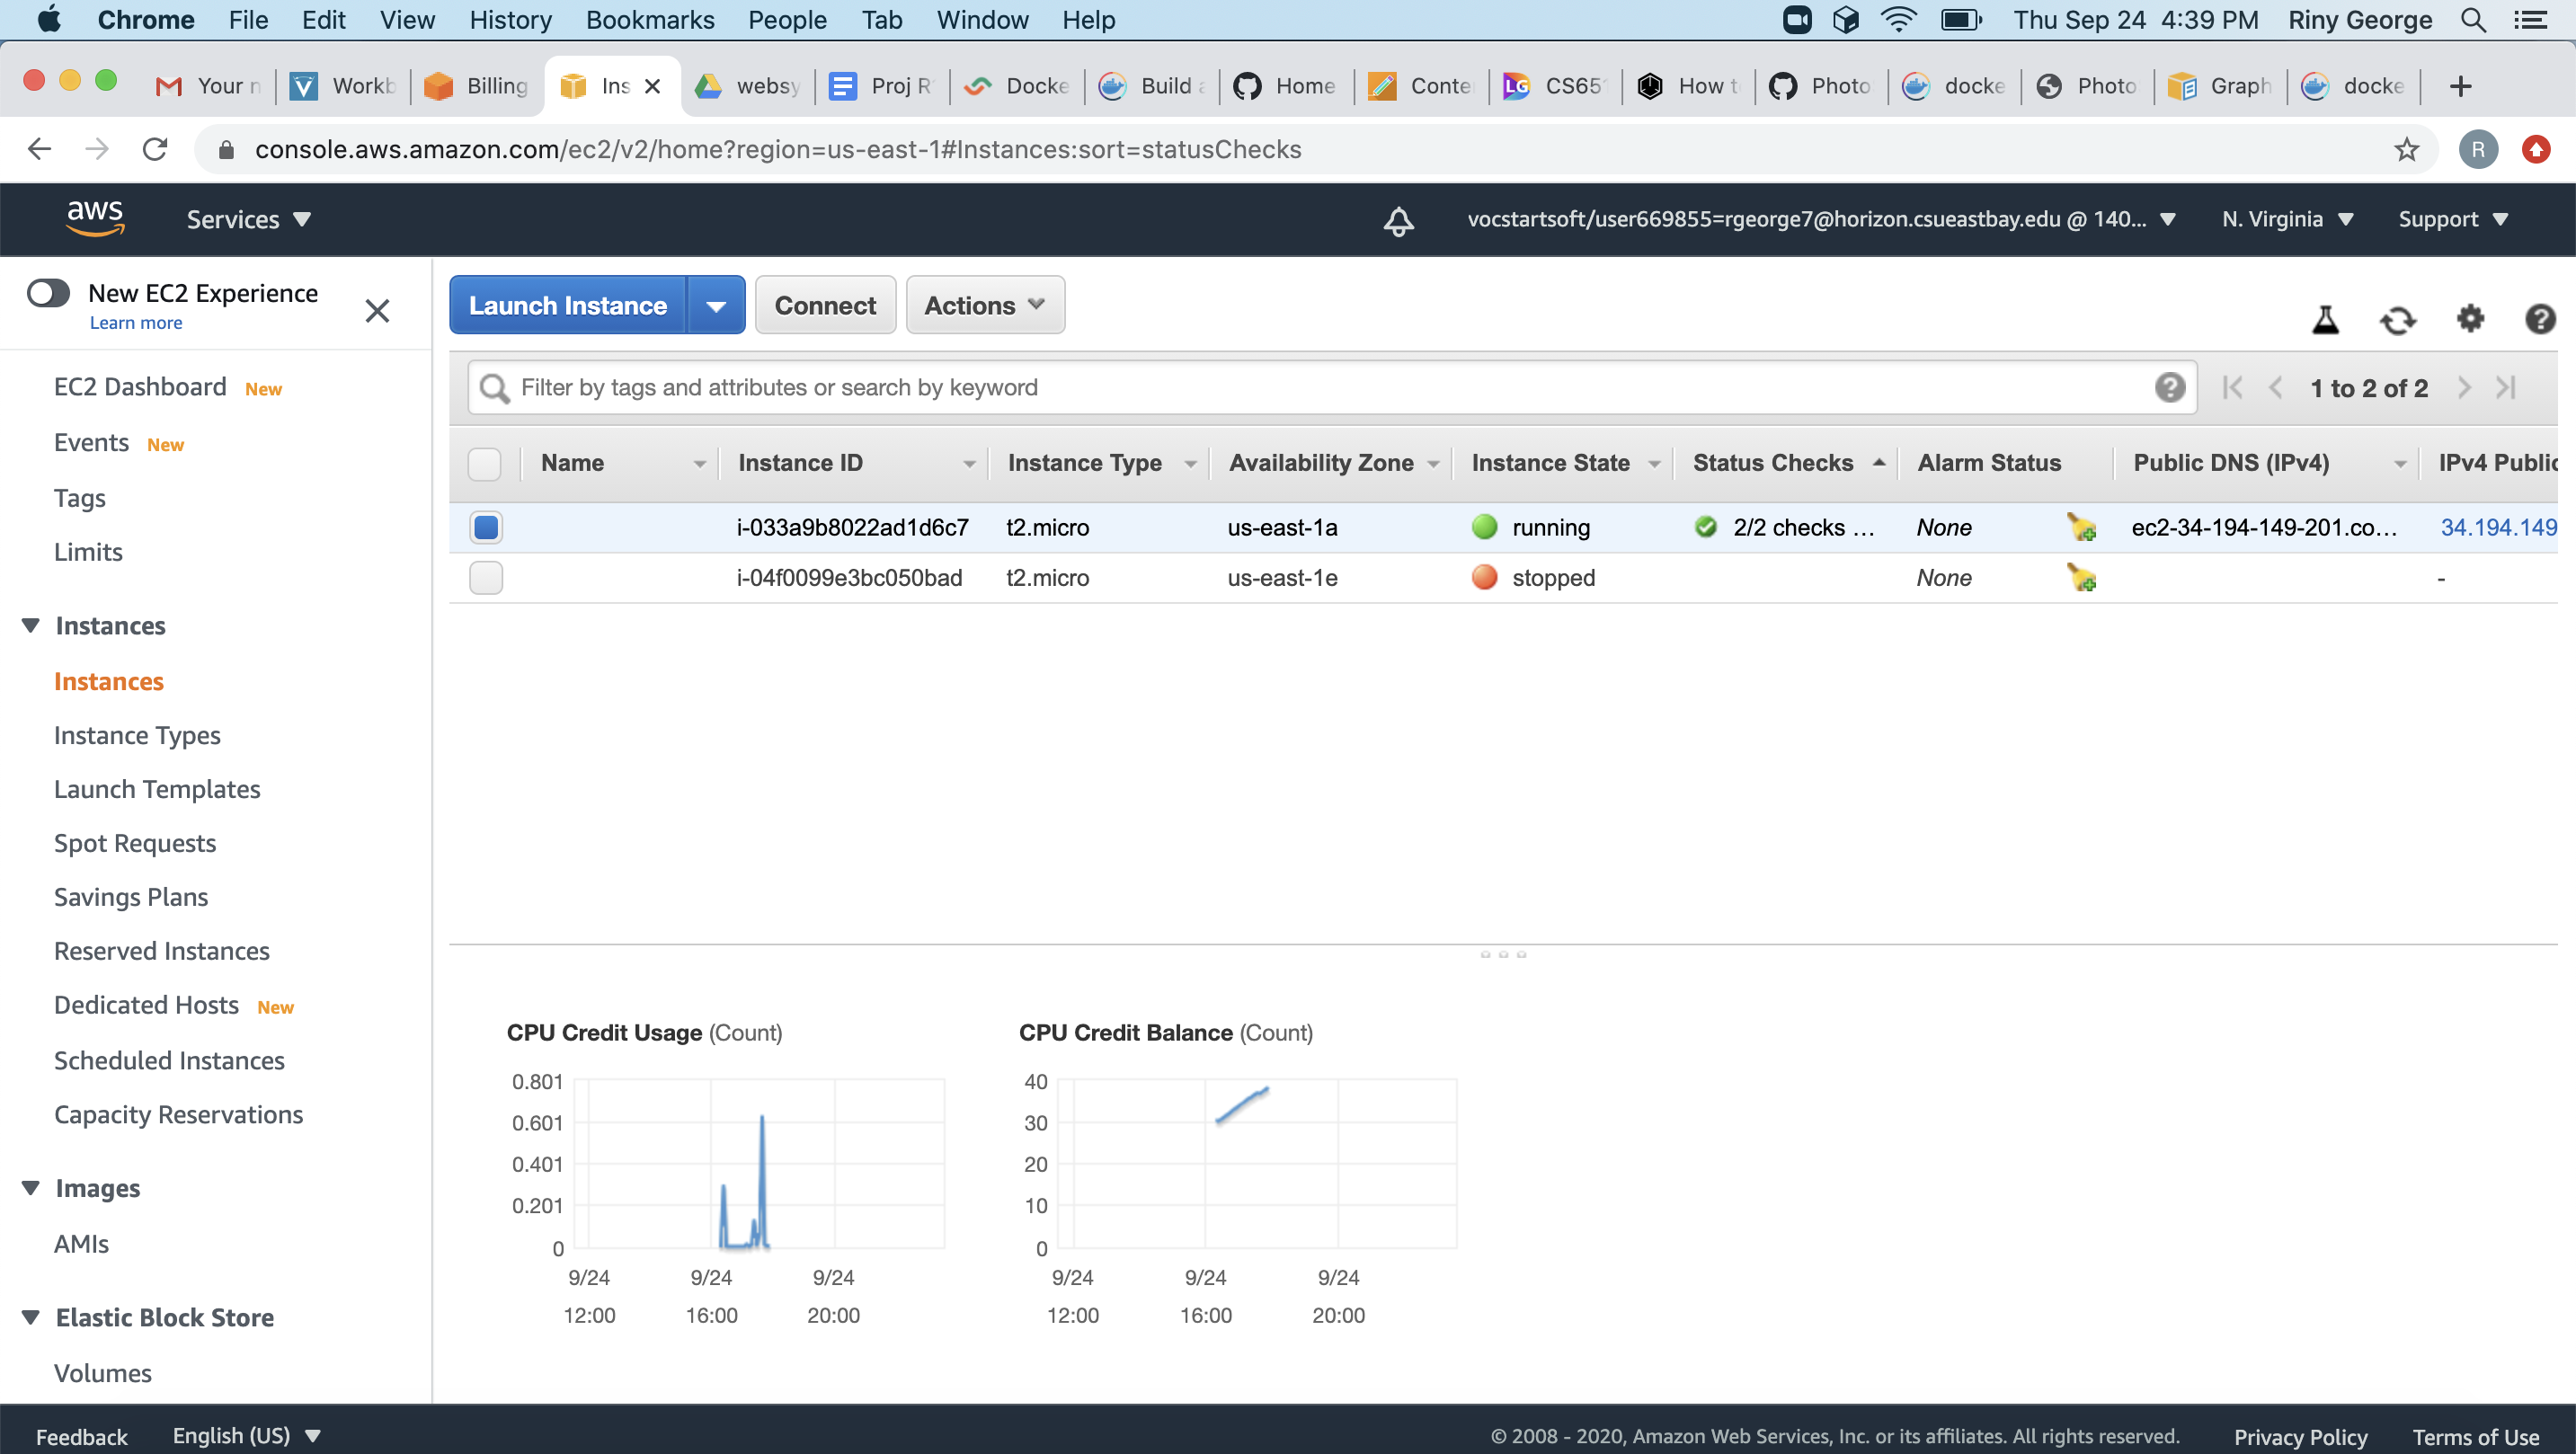 Chrome File Edit View History Bookmarks People Tab Window Help Thu Sep 24 4:39 PM Riny George
Your Workb Billing Ins websy Proj R Docke Build Home Conte CS651 How t Photo docke Photo Graph docke
console.aws.amazon.com/ec2/v2/home?region=us-east-1#Instances:sort=statusChecks R
aws Services vocstartsoft/user669855=rgeorge7@horizon.csueastbay.edu @ 140... N. Virginia Support
New EC2 Experience
Learn more
EC2 Dashboard New
Events New
Tags
Limits
Instances
Instances
Instance Types
Launch Templates
Spot Requests
Savings Plans
Reserved Instances
Dedicated Hosts New
Scheduled Instances
Capacity Reservations
Images
AMIs
Elastic Block Store
Volumes
Launch Instance Connect Actions
Filter by tags and attributes or search by keyword 1 to 2 of 2
Name Instance ID Instance Type Availability Zone Instance State Status Checks Alarm Status Public DNS (IPv4) IPv4 Public
i-033a9b8022ad1d6c7 t2.micro us-east-1a running 2/2 checks ... None ec2-34-194-149-201.co... 34.194.149
i-04f0099e3bc050bad t2.micro us-east-1e stopped None -
CPU Credit Usage (Count)
0.801
0.601
0.401
0.201
0
9/24 9/24 9/24
12:00 16:00 20:00
CPU Credit Balance (Count)
40
30
20
10
0
9/24 9/24 9/24
12:00 16:00 20:00
Feedback English (US) © 2008 - 2020, Amazon Web Services, Inc. or its affiliates. All rights reserved. Privacy Policy Terms of Use